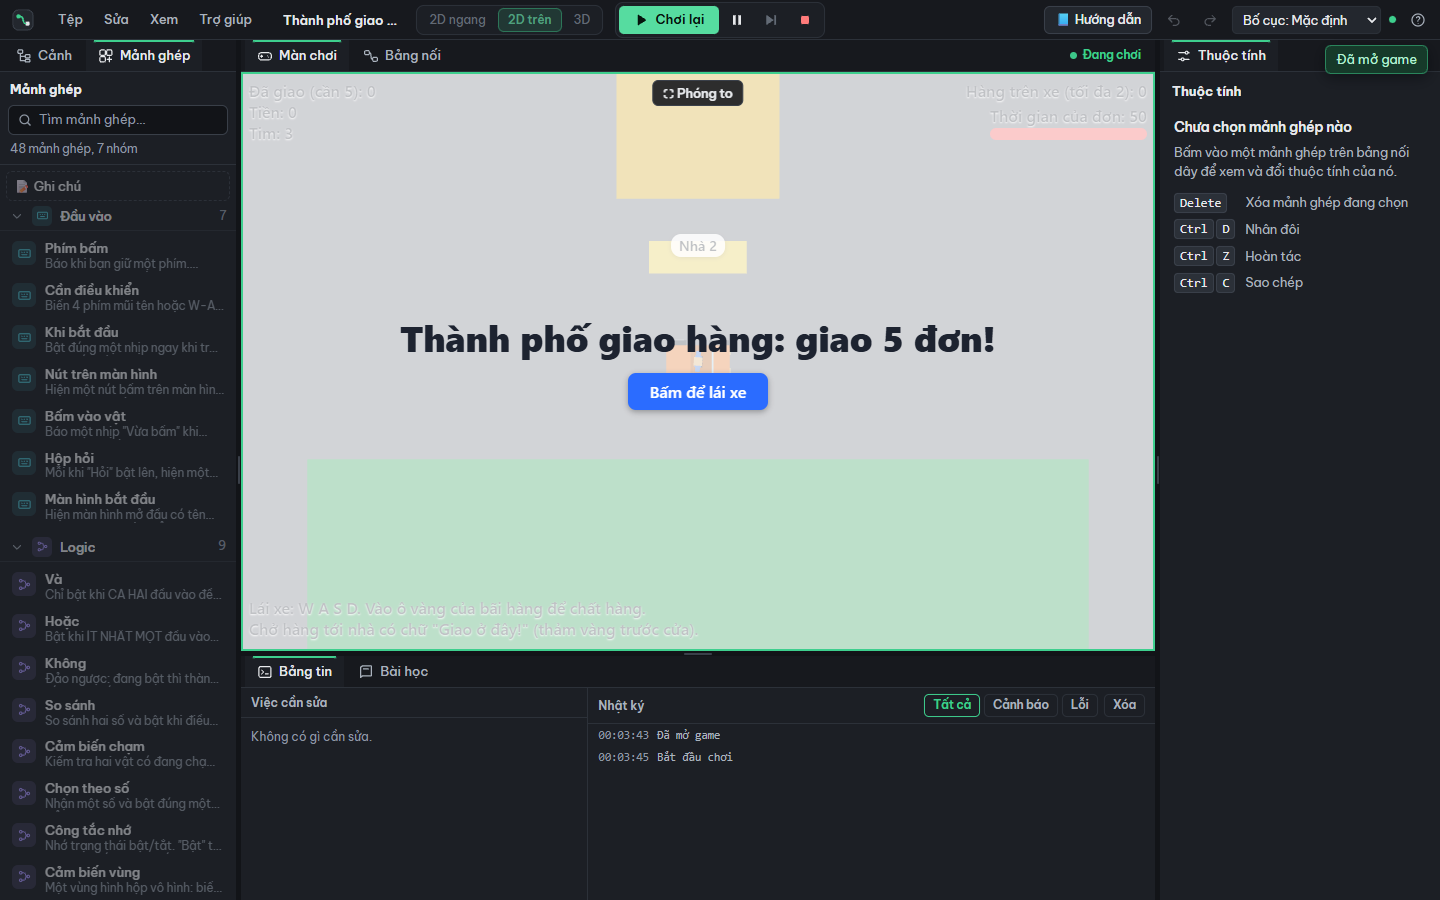 Tệp Sửa Xem Trợ giúp Thành phố giao ... 2D ngang 2D trên 3D Chơi lại Hướng dẫn Bố cục: Mặc định
Cảnh Mảnh ghép
Màn chơi Bảng nối Đang chơi
Thuộc tính
Đã mở game
Mảnh ghép
Tìm mảnh ghép...
48 mảnh ghép, 7 nhóm
Ghi chú
Đầu vào 7
Phím bấm
Báo khi bạn giữ một phím....
Cần điều khiển
Biến 4 phím mũi tên hoặc W-A...
Khi bắt đầu
Bật đúng một nhịp ngay khi tr...
Nút trên màn hình
Hiện một nút bấm trên màn hìn...
Bấm vào vật
Báo một nhịp "Vừa bấm" khi...
Hộp hỏi
Mỗi khi "Hỏi" bật lên, hiện một...
Màn hình bắt đầu
Hiện màn hình mở đầu có tên...
Logic 9
Và
Chỉ bật khi CẢ HAI đầu vào đề...
Hoặc
Bật khi ÍT NHẤT MỘT đầu vào...
Không
Đảo ngược: đang bật thì thàn...
So sánh
So sánh hai số và bật khi điều...
Cảm biến chạm
Kiểm tra hai vật có đang chạ...
Chọn theo số
Nhận một số và bật đúng một...
Công tắc nhớ
Nhớ trạng thái bật/tắt. "Bật" t...
Cảm biến vùng
Một vùng hình hộp vô hình: biế...
Đã giao (cần 5): 0
Tiền: 0
Tim: 3
Phóng to
Hàng trên xe (tối đa 2): 0
Thời gian của đơn: 50
Nhà 2
Thành phố giao hàng: giao 5 đơn!
Bấm để lái xe
Lái xe: W A S D. Vào ô vàng của bãi hàng để chất hàng.
Chở hàng tới nhà có chữ "Giao ở đây!" (thảm vàng trước cửa).
Bảng tin Bài học
Việc cần sửa
Không có gì cần sửa.
Nhật ký Tất cả Cảnh báo Lỗi Xóa
00:03:43 Đã mở game
00:03:45 Bắt đầu chơi
Thuộc tính
Chưa chọn mảnh ghép nào
Bấm vào một mảnh ghép trên bảng nối
dây để xem và đổi thuộc tính của nó.
Delete Xóa mảnh ghép đang chọn
Ctrl D Nhân đôi
Ctrl Z Hoàn tác
Ctrl C Sao chép